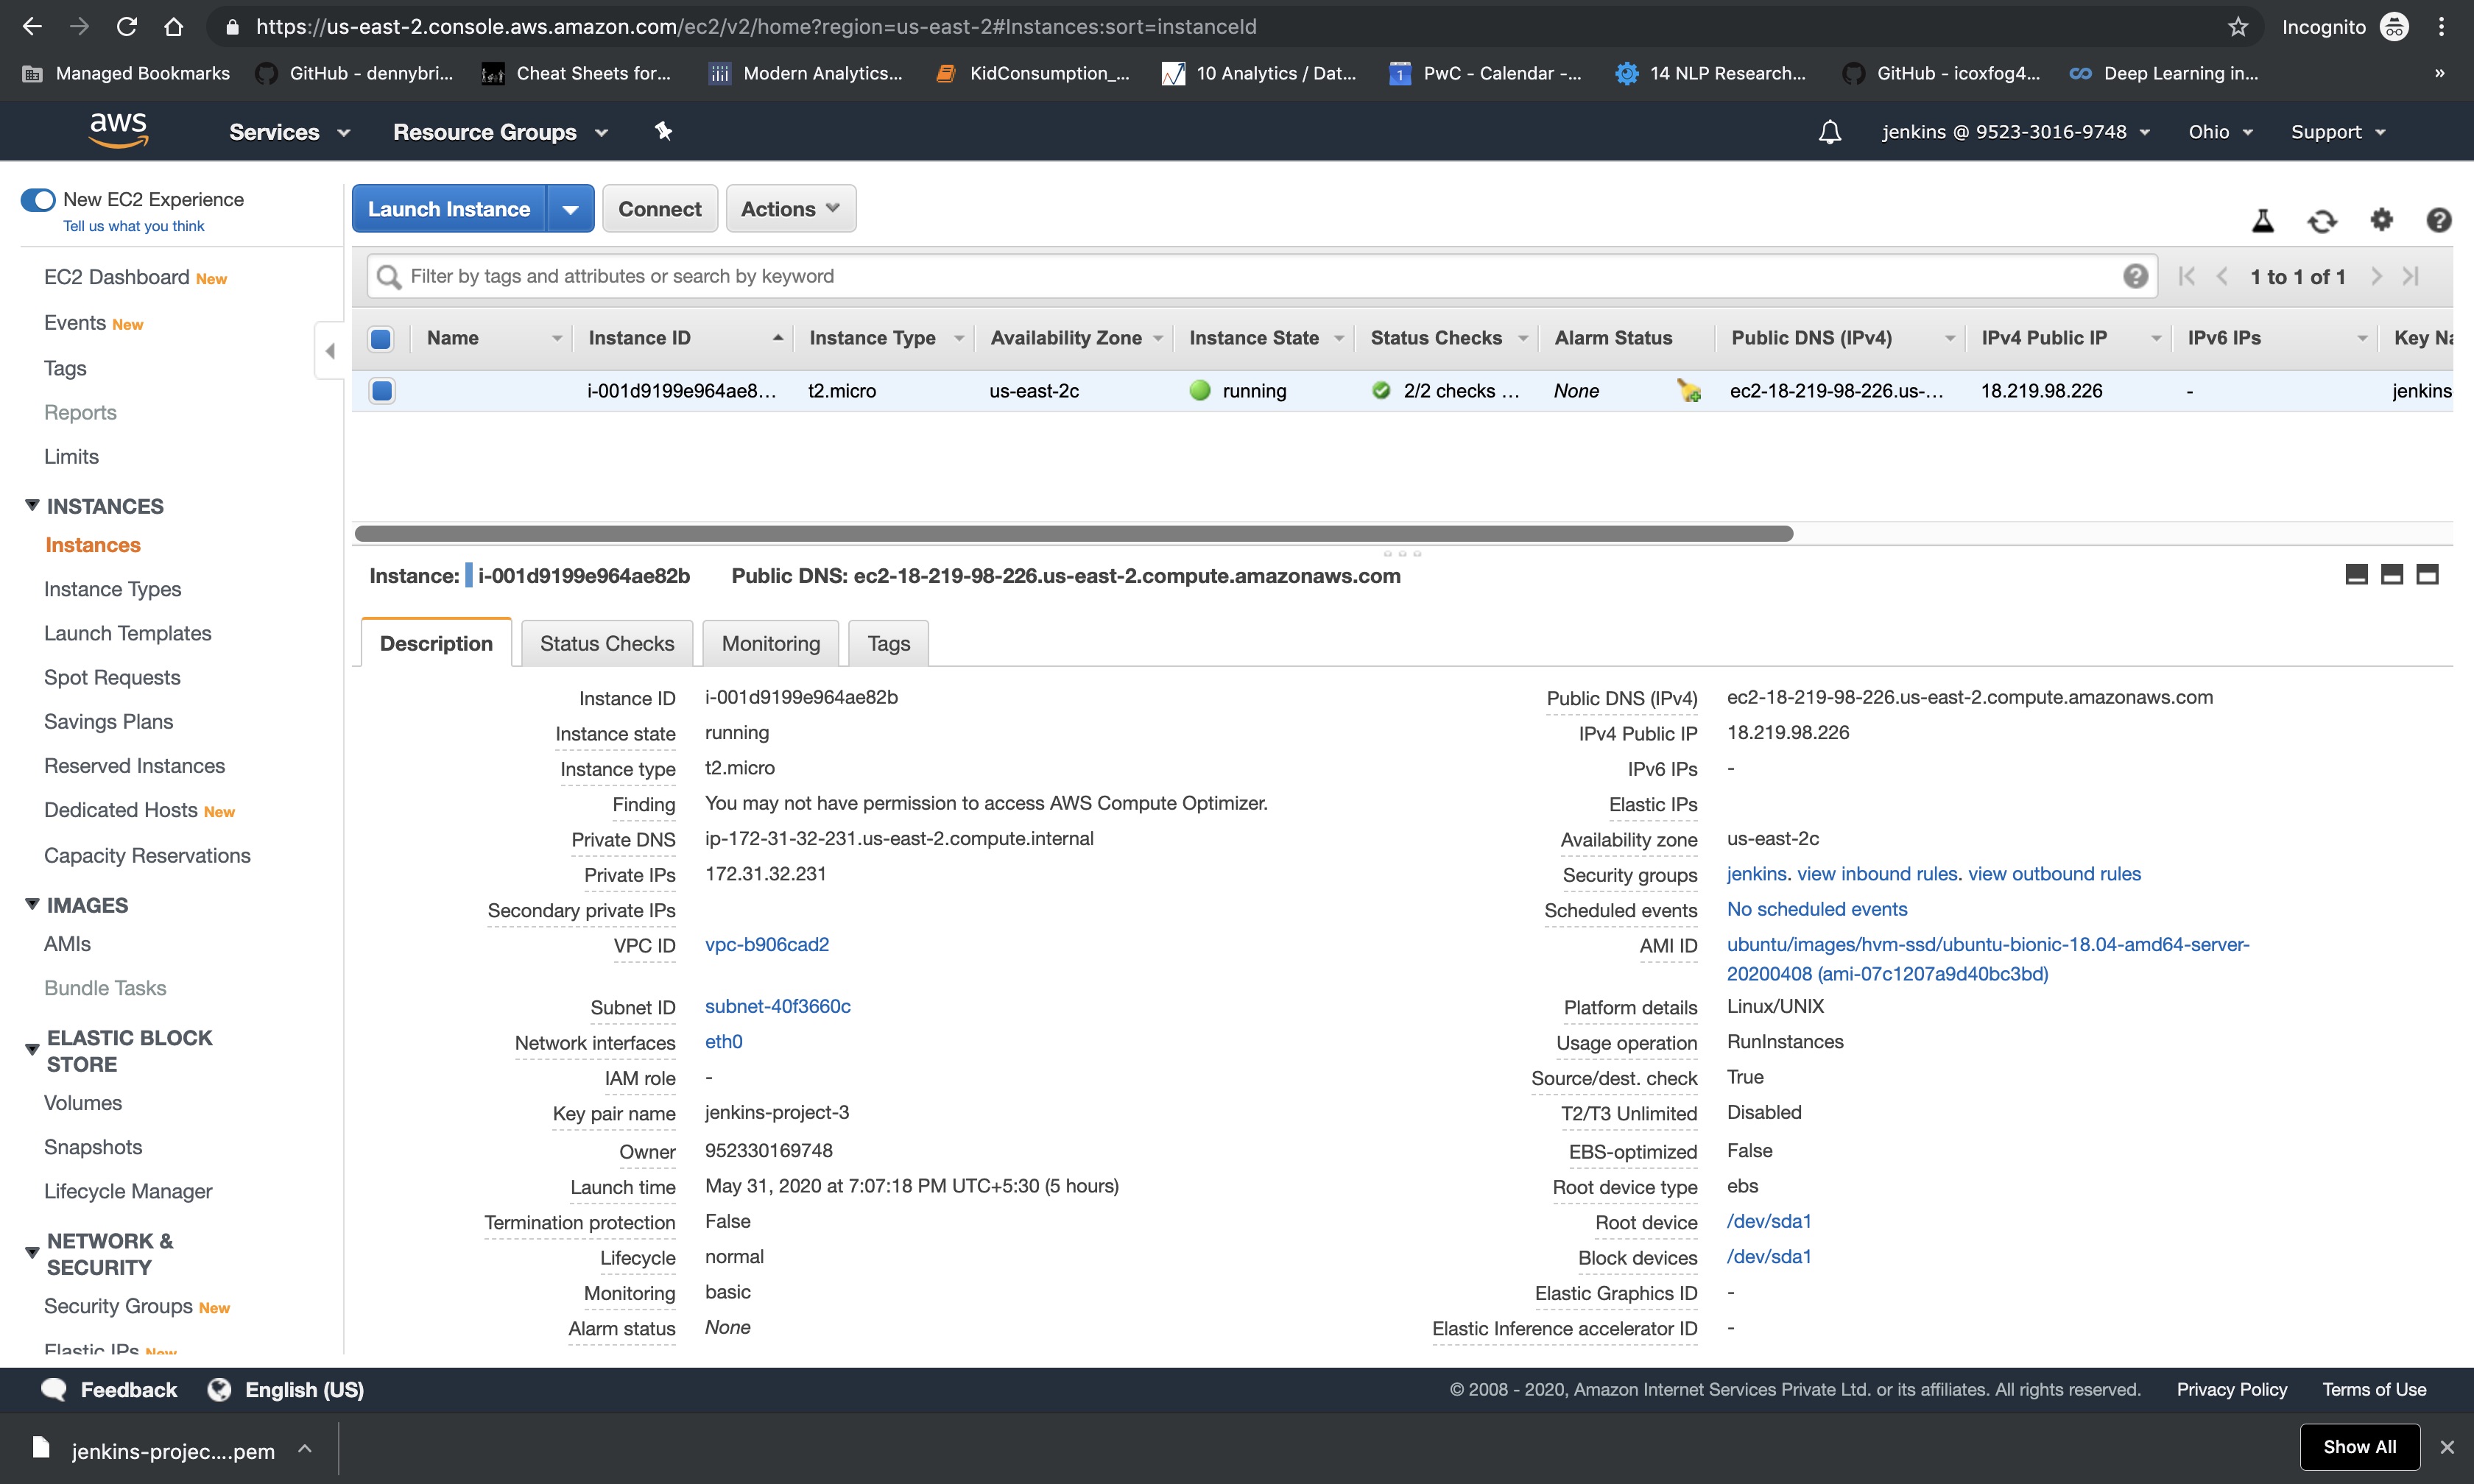 https://us-east-2.console.aws.amazon.com/ec2/v2/home?region=us-east-2#Instances:sort=instanceId
Incognito
Managed Bookmarks
GitHub - dennybri...
Cheat Sheets for...
Modern Analytics...
KidConsumption_...
10 Analytics / Dat...
PwC - Calendar -...
14 NLP Research...
GitHub - icoxfog4...
Deep Learning in...
»
aws
Services
Resource Groups
jenkins @ 9523-3016-9748
Ohio
Support
New EC2 Experience
Tell us what you think
EC2 Dashboard New
Events New
Tags
Reports
Limits
INSTANCES
Instances
Instance Types
Launch Templates
Spot Requests
Savings Plans
Reserved Instances
Dedicated Hosts New
Capacity Reservations
IMAGES
AMIs
Bundle Tasks
ELASTIC BLOCK
STORE
Volumes
Snapshots
Lifecycle Manager
NETWORK &
SECURITY
Security Groups New
Elastic IPs New
Launch Instance
Connect
Actions
Filter by tags and attributes or search by keyword
1 to 1 of 1
Name Instance ID Instance Type Availability Zone Instance State Status Checks Alarm Status Public DNS (IPv4) IPv4 Public IP IPv6 IPs Key Na
i-001d9199e964ae8... t2.micro us-east-2c running 2/2 checks ... None ec2-18-219-98-226.us-... 18.219.98.226 - jenkins
Instance: i-001d9199e964ae82b Public DNS: ec2-18-219-98-226.us-east-2.compute.amazonaws.com
Description
Status Checks
Monitoring
Tags
Instance ID i-001d9199e964ae82b
Instance state running
Instance type t2.micro
Finding You may not have permission to access AWS Compute Optimizer.
Private DNS ip-172-31-32-231.us-east-2.compute.internal
Private IPs 172.31.32.231
Secondary private IPs
VPC ID vpc-b906cad2
Subnet ID subnet-40f3660c
Network interfaces eth0
IAM role -
Key pair name jenkins-project-3
Owner 952330169748
Launch time May 31, 2020 at 7:07:18 PM UTC+5:30 (5 hours)
Termination protection False
Lifecycle normal
Monitoring basic
Alarm status None
Public DNS (IPv4) ec2-18-219-98-226.us-east-2.compute.amazonaws.com
IPv4 Public IP 18.219.98.226
IPv6 IPs -
Elastic IPs
Availability zone us-east-2c
Security groups jenkins. view inbound rules. view outbound rules
Scheduled events No scheduled events
AMI ID ubuntu/images/hvm-ssd/ubuntu-bionic-18.04-amd64-server-
20200408 (ami-07c1207a9d40bc3bd)
Platform details Linux/UNIX
Usage operation RunInstances
Source/dest. check True
T2/T3 Unlimited Disabled
EBS-optimized False
Root device type ebs
Root device /dev/sda1
Block devices /dev/sda1
Elastic Graphics ID -
Elastic Inference accelerator ID -
Feedback
English (US)
© 2008 - 2020, Amazon Internet Services Private Ltd. or its affiliates. All rights reserved.
Privacy Policy
Terms of Use
jenkins-projec....pem
Show All